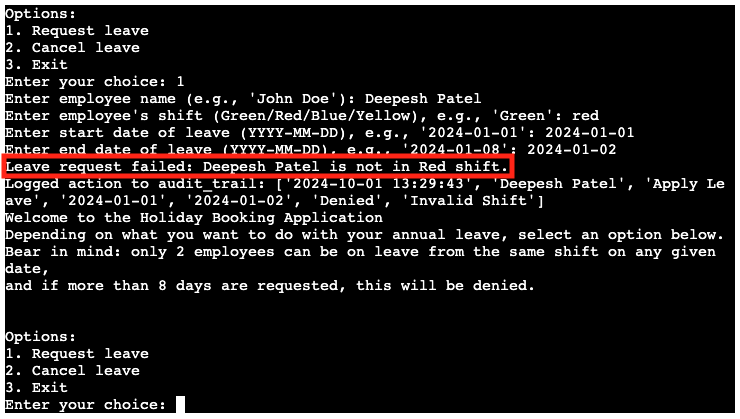 Options:
1. Request leave
2. Cancel leave
3. Exit
Enter your choice: 1
Enter employee name (e.g., 'John Doe'): Deepesh Patel
Enter employee's shift (Green/Red/Blue/Yellow), e.g., 'Green': red
Enter start date of leave (YYYY-MM-DD), e.g., '2024-01-01': 2024-01-01
Enter end date of leave (YYYY-MM-DD), e.g., '2024-01-08': 2024-01-02
Leave request failed: Deepesh Patel is not in Red shift.
Logged action to audit_trail: ['2024-10-01 13:29:43', 'Deepesh Patel', 'Apply Le
ave', '2024-01-01', '2024-01-02', 'Denied', 'Invalid Shift']
Welcome to the Holiday Booking Application
Depending on what you want to do with your annual leave, select an option below.
Bear in mind: only 2 employees can be on leave from the same shift on any given
date,
and if more than 8 days are requested, this will be denied.
Options:
1. Request leave
2. Cancel leave
3. Exit
Enter your choice: